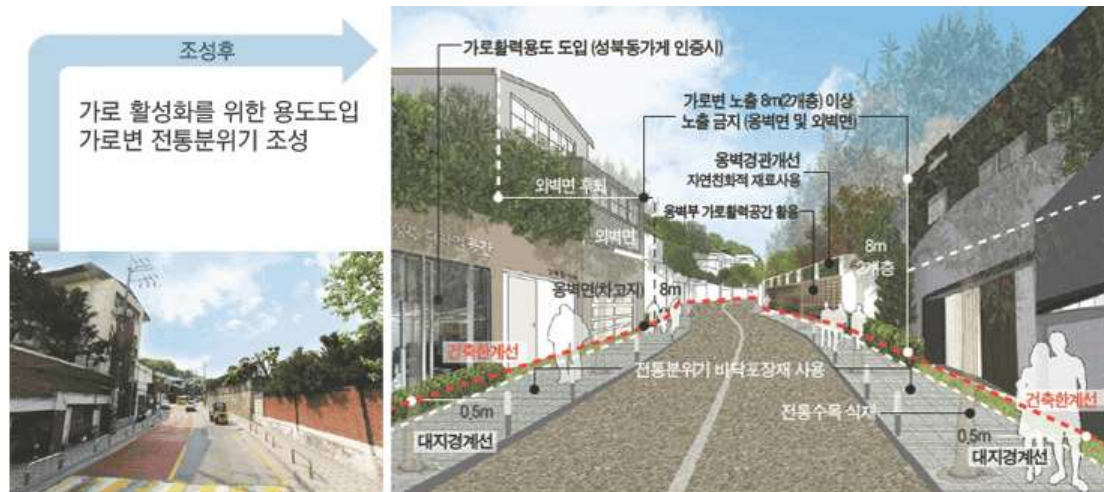 조성후
가로 활성화를 위한 용도도입
가로변 전통분위기 조성
가로활력용도 도입 (성북동가게 인증시)
가로변 노출 8m(2개층) 이상
노출 금지 (옹벽면 및 외벽면)
옹벽경관개선
자연친화적 재료사용
외벽면 후퇴
옹벽부 가로활력공간 활용
외벽면
8m
2개층
옹벽면(차고지)
8m
건축한계선
전통분위기 바닥포장재 사용
건축한계선
0.5m
전통수목 식재
대지경계선
0.5m
대지경계선